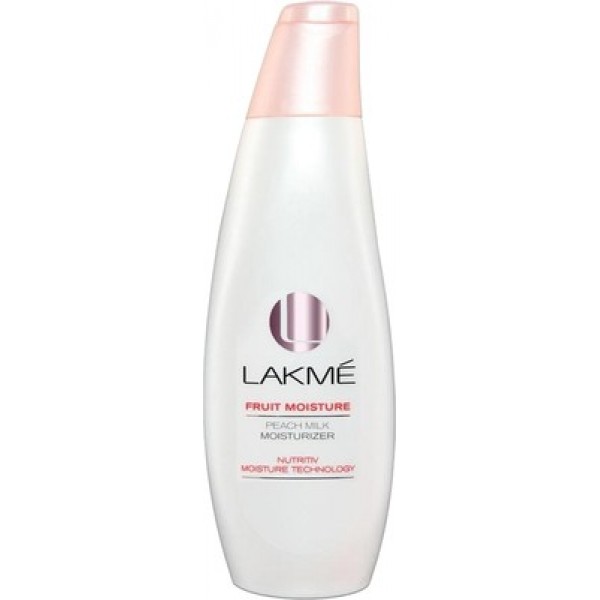 LAKMÉ
FRUIT MOISTURE
PEACH MILK
MOISTURIZER
NUTRITIV
MOISTURE TECHNOLOGY